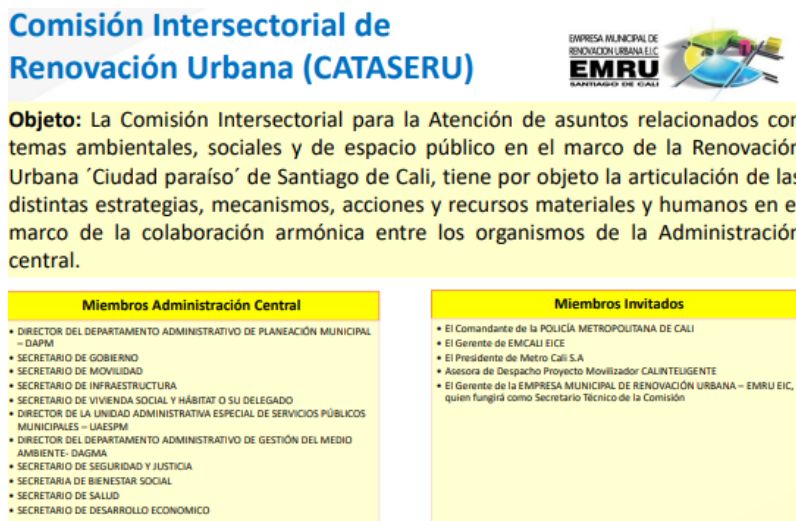 Comisión Intersectorial de
Renovación Urbana (CATASERU)
EMPRESA MUNICIPAL DE
RENOVACION URBANA E.I.C
EMRU
SANTIAGO DE CALI
Objeto: La Comisión Intersectorial para la Atención de asuntos relacionados con
temas ambientales, sociales y de espacio público en el marco de la Renovación
Urbana ´Ciudad paraíso´ de Santiago de Cali, tiene por objeto la articulación de las
distintas estrategias, mecanismos, acciones y recursos materiales y humanos en e
marco de la colaboración armónica entre los organismos de la Administración
central.
Miembros Administración Central
• DIRECTOR DEL DEPARTAMENTO ADMINISTRATIVO DE PLANEACIÓN MUNICIPAL
– DAPM
• SECRETARIO DE GOBIERNO
• SECRETARIO DE MOVILIDAD
• SECRETARIO DE INFRAESTRUCTURA
• SECRETARIO DE VIVIENDA SOCIAL Y HÁBITAT O SU DELEGADO
• DIRECTOR DE LA UNIDAD ADMINISTRATIVA ESPECIAL DE SERVICIOS PÚBLICOS
MUNICIPALES – UAESPM
• DIRECTOR DEL DEPARTAMENTO ADMINISTRATIVO DE GESTIÓN DEL MEDIO
AMBIENTE- DAGMA
• SECRETARIO DE SEGURIDAD Y JUSTICIA
• SECRETARIA DE BIENESTAR SOCIAL
• SECRETARIO DE SALUD
• SECRETARIO DE DESARROLLO ECONOMICO
Miembros Invitados
• El Comandante de la POLICÍA METROPOLITANA DE CALI
• El Gerente de EMCALI EICE
• El Presidente de Metro Cali S.A
• Asesora de Despacho Proyecto Movilizador CALINTELIGENTE
• El Gerente de la EMPRESA MUNICIPAL DE RENOVACIÓN URBANA – EMRU EIC,
quien fungirá como Secretario Técnico de la Comisión